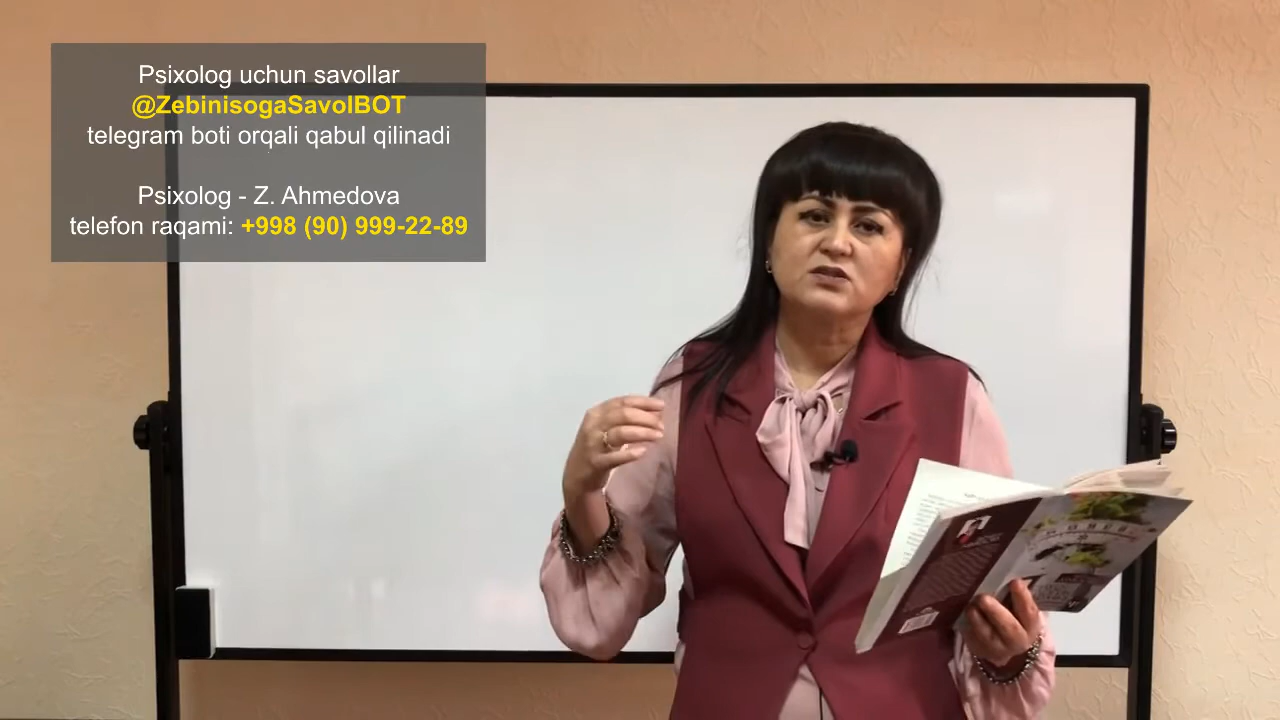 Psixolog uchun savollar
@ZebinisogaSavolBOT
telegram boti orqali qabul qilinadi
Psixolog - Z. Ahmedova
telefon raqami: +998 (90) 999-22-89